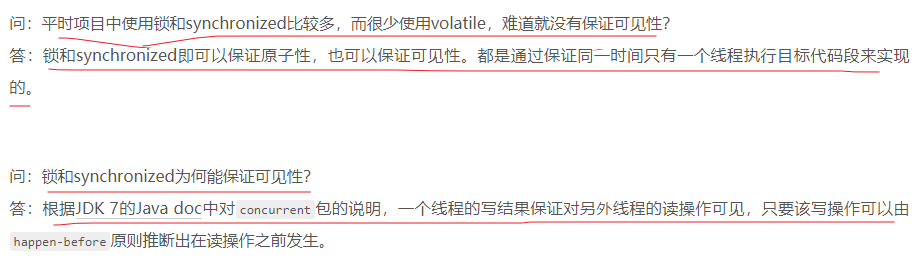 问：平时项目中使用锁和synchronized比较多，而很少使用volatile，难道就没有保证可见性？
答：锁和synchronized即可以保证原子性，也可以保证可见性。都是通过保证同一时间只有一个线程执行目标代码段来实现
的。
问：锁和synchronized为何能保证可见性？
答：根据JDK 7的Java doc中对concurrent包的说明，一个线程的写结果保证对另外线程的读操作可见，只要该写操作可以由
happen-before原则推断出在读操作之前发生。